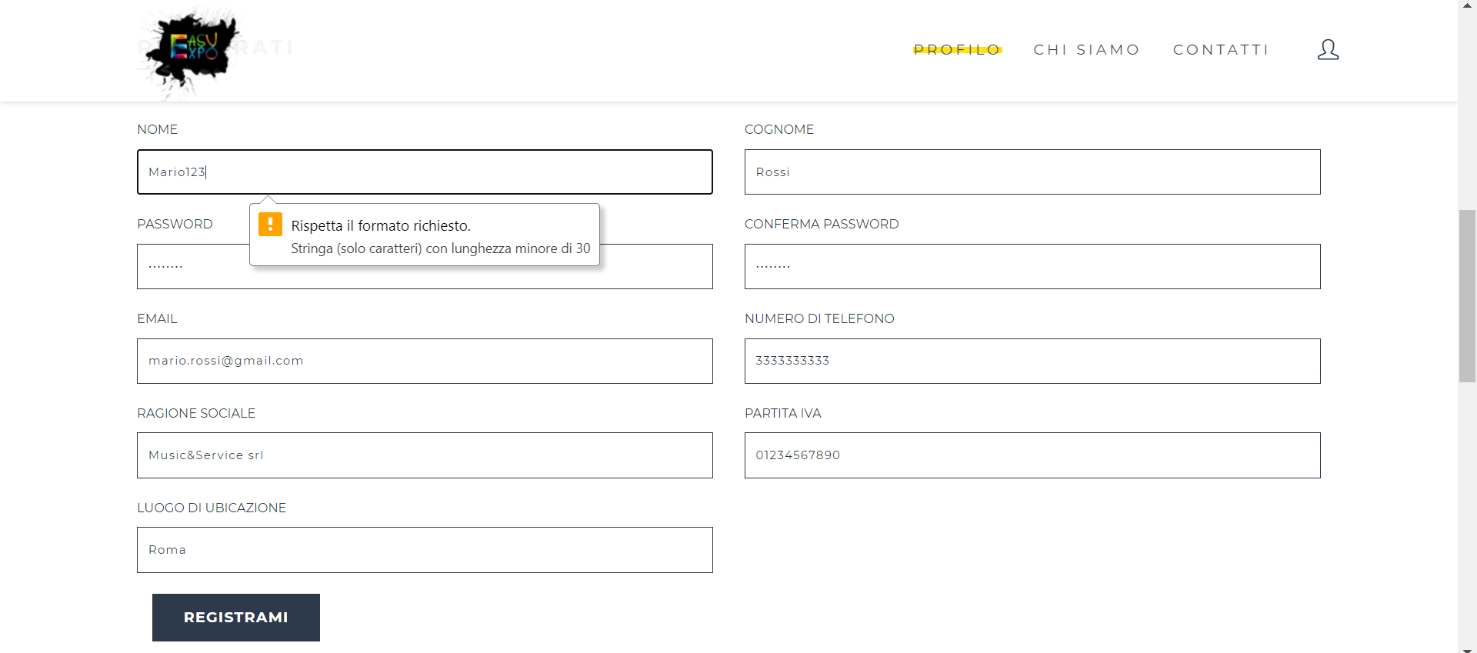 EASY
EXPO
RATI
PROFILO
CHI SIAMO
CONTATTI
NOME
COGNOME
Mario123
Rossi
PASSWORD
CONFERMA PASSWORD
Rispetta il formato richiesto.
Stringa (solo caratteri) con lunghezza minore di 30
········
········
EMAIL
NUMERO DI TELEFONO
mario.rossi@gmail.com
3333333333
RAGIONE SOCIALE
PARTITA IVA
Music&Service srl
01234567890
LUOGO DI UBICAZIONE
Roma
REGISTRAMI